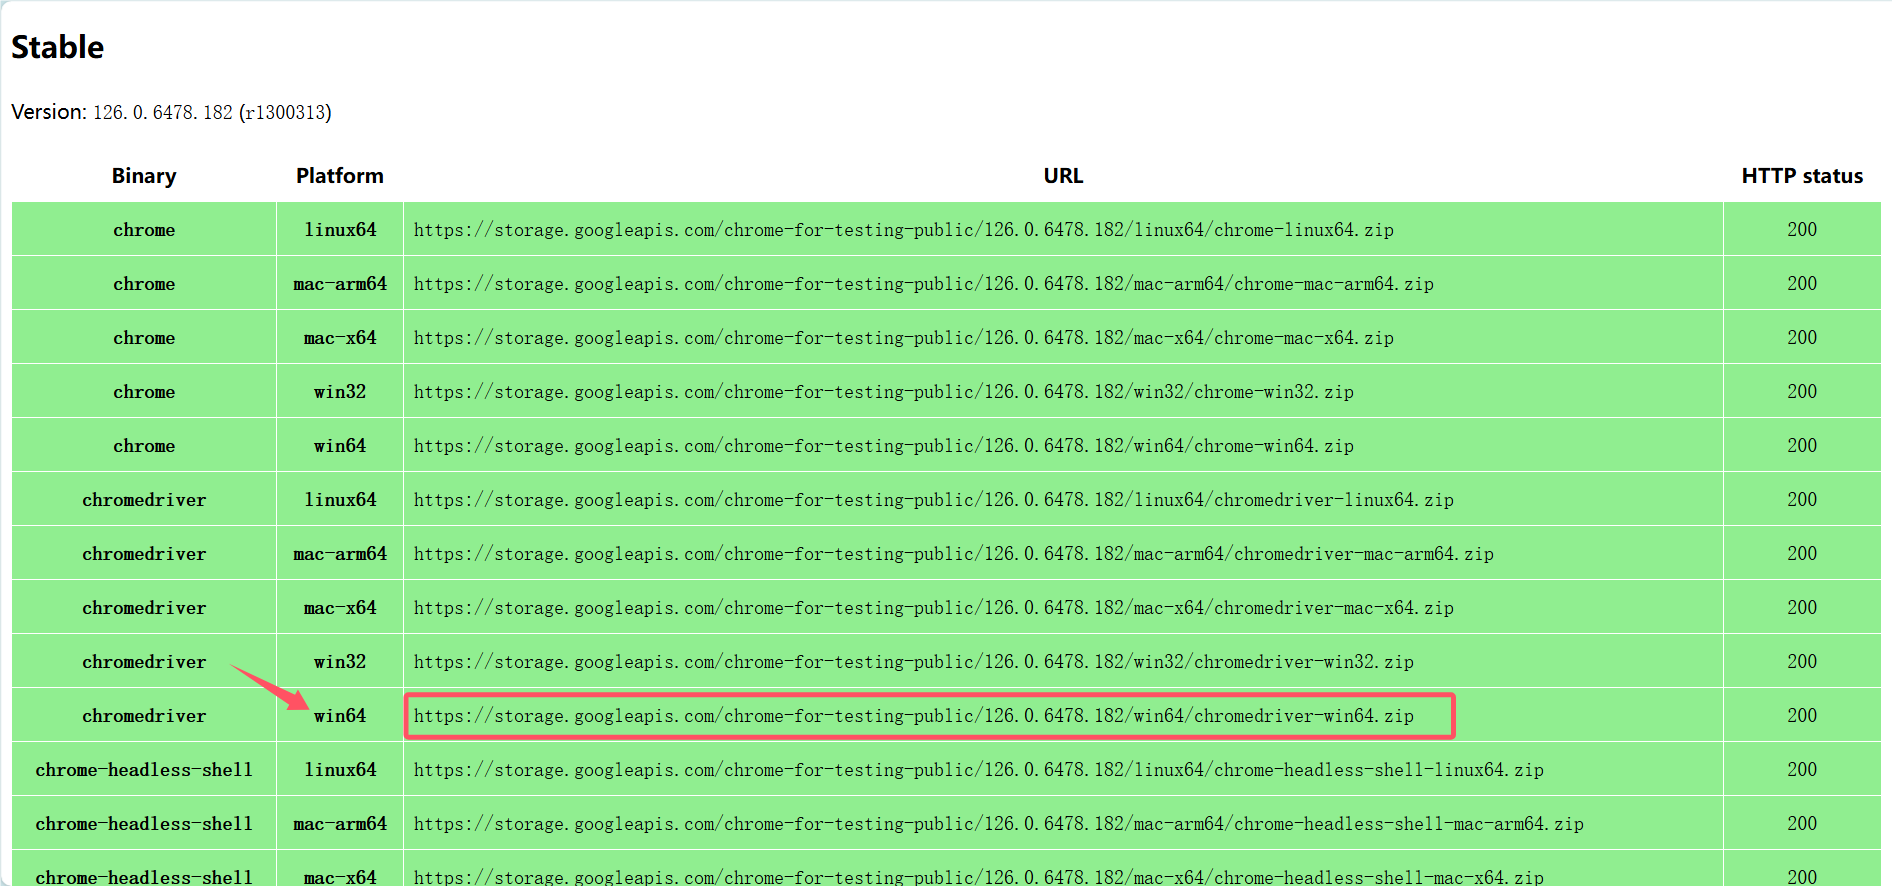 Stable
Version: 126.0.6478.182 (r1300313)
Binary Platform URL HTTP status
chrome linux64 https://storage.googleapis.com/chrome-for-testing-public/126.0.6478.182/linux64/chrome-linux64.zip 200
chrome mac-arm64 https://storage.googleapis.com/chrome-for-testing-public/126.0.6478.182/mac-arm64/chrome-mac-arm64.zip 200
chrome mac-x64 https://storage.googleapis.com/chrome-for-testing-public/126.0.6478.182/mac-x64/chrome-mac-x64.zip 200
chrome win32 https://storage.googleapis.com/chrome-for-testing-public/126.0.6478.182/win32/chrome-win32.zip 200
chrome win64 https://storage.googleapis.com/chrome-for-testing-public/126.0.6478.182/win64/chrome-win64.zip 200
chromedriver linux64 https://storage.googleapis.com/chrome-for-testing-public/126.0.6478.182/linux64/chromedriver-linux64.zip 200
chromedriver mac-arm64 https://storage.googleapis.com/chrome-for-testing-public/126.0.6478.182/mac-arm64/chromedriver-mac-arm64.zip 200
chromedriver mac-x64 https://storage.googleapis.com/chrome-for-testing-public/126.0.6478.182/mac-x64/chromedriver-mac-x64.zip 200
chromedriver win32 https://storage.googleapis.com/chrome-for-testing-public/126.0.6478.182/win32/chromedriver-win32.zip 200
chromedriver win64 https://storage.googleapis.com/chrome-for-testing-public/126.0.6478.182/win64/chromedriver-win64.zip 200
chrome-headless-shell linux64 https://storage.googleapis.com/chrome-for-testing-public/126.0.6478.182/linux64/chrome-headless-shell-linux64.zip 200
chrome-headless-shell mac-arm64 https://storage.googleapis.com/chrome-for-testing-public/126.0.6478.182/mac-arm64/chrome-headless-shell-mac-arm64.zip 200
chrome-headless-shell mac-x64 https://storage.googleapis.com/chrome-for-testing-public/126.0.6478.182/mac-x64/chrome-headless-shell-mac-x64.zip 200